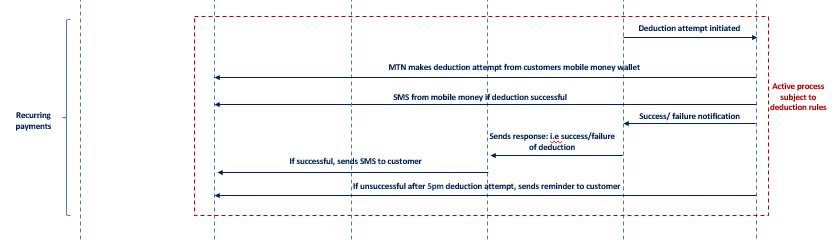 Deduction attempt initiated
MTN makes deduction attempt from customers mobile money wallet
Active process
subject to
deduction rules
SMS from mobile money if deduction successful
Recurring
payments
Success/ failure notification
Sends response: i.e success/failure
of deduction
If successful, sends SMS to customer
If unsuccessful after 5pm deduction attempt, sends reminder to customer